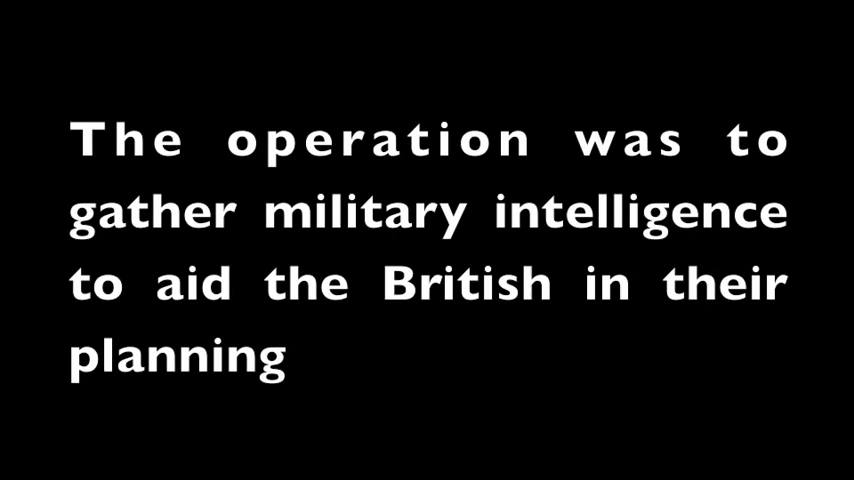 The operation was to
gather military intelligence
to aid the British in their
planning